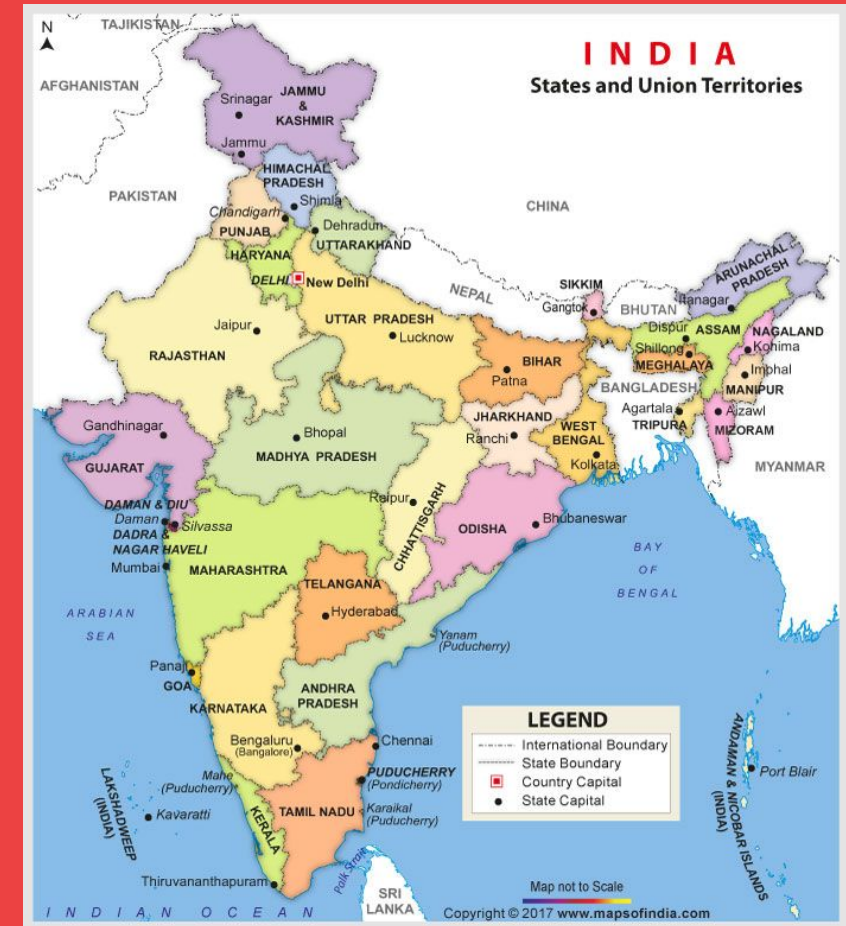 N
TAJIKISTAN
I N D I A
States and Union Territories
AFGHANISTAN
JAMMU
&
KASHMIR
Srinagar
Jammu
HIMACHAL
PRADESH
Shimla
PAKISTAN
CHINA
Chandigarh
PUNJAB
Dehradun
UTTARAKHAND
HARYANA
DELHI
New Delhi
ARUNACHAL
PRADESH
NEPAL
SIKKIM
Gangtok
BHUTAN
Itanagar
UTTAR PRADESH
Lucknow
Jaipur
RAJASTHAN
Dispur
ASSAM
NAGALAND
Kohima
Shillong
MEGHALAYA
Imphal
MANIPUR
BIHAR
Patna
BANGLADESH
JHARKHAND
Ranchi
WEST
BENGAL
Kolkata
Agartala
TRIPURA
Aizawl
MIZORAM
MYANMAR
Gandhinagar
GUJARAT
Bhopal
MADHYA PRADESH
Raipur
CHHATTISGARH
ODISHA
Bhubaneswar
DAMAN & DIU
Daman
Silvassa
DADRA &
NAGAR HAVELI
Mumbai
MAHARASHTRA
BAY
OF
BENGAL
TELANGANA
Hyderabad
ARABIAN
SEA
Yanam
(Puducherry)
Panaji
GOA
KARNATAKA
ANDHRA
PRADESH
Bengaluru
(Bangalore)
Chennai
LEGEND
International Boundary
State Boundary
Country Capital
State Capital
Mahe
(Puducherry)
PUDUCHERRY
(Pondicherry)
LAKSHADWEEP
(INDIA)
Kavaratti
KERALA
TAMIL NADU
Karaikal
(Puducherry)
ANDAMAN & NICOBAR ISLANDS
(INDIA)
Port Blair
Thiruvananthapuram
Palk Strait
SRI
LANKA
Map not to Scale
I N D I A N O C E A N
Copyright © 2017 www.mapsofindia.com